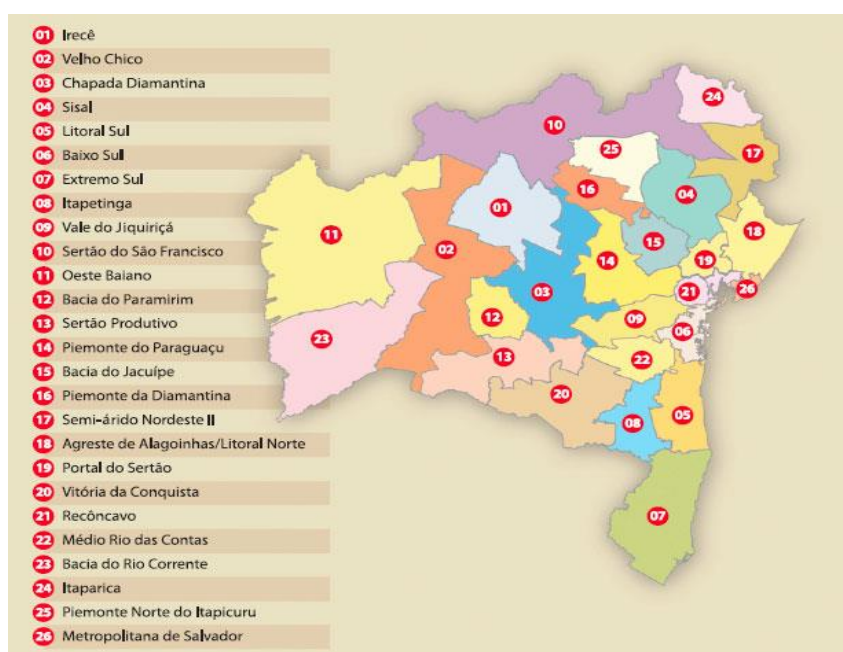 01 Irecê
02 Velho Chico
03 Chapada Diamantina
04 Sisal
05 Litoral Sul
06 Baixo Sul
07 Extremo Sul
08 Itapetinga
09 Vale do Jiquiriçá
10 Sertão do São Francisco
11 Oeste Baiano
12 Bacia do Paramirim
13 Sertão Produtivo
14 Piemonte do Paraguaçu
15 Bacia do Jacuípe
16 Piemonte da Diamantina
17 Semi-árido Nordeste II
18 Agreste de Alagoinhas/Litoral Norte
19 Portal do Sertão
20 Vitória da Conquista
21 Recôncavo
22 Médio Rio das Contas
23 Bacia do Rio Corrente
24 Itaparica
25 Piemonte Norte do Itapicuru
26 Metropolitana de Salvador
24
10
25
17
16
04
01
11
18
15
02
14
19
03
21
26
12
09
06
23
13
22
20
05
08
07